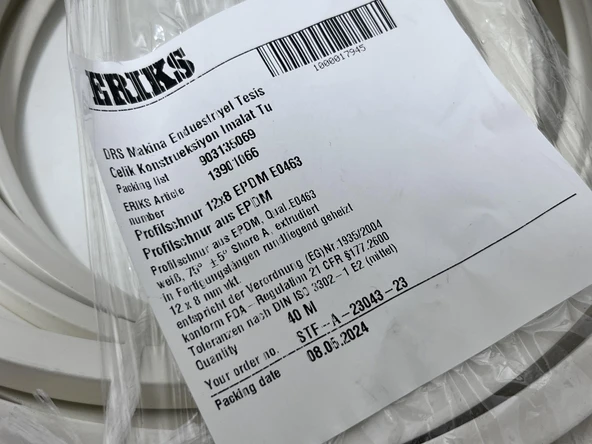 ERIKS
1000017945
DRS Makina Enduestriyel Tesis
Celik Konstrueksiyon Imalat Tu
Packing list 903135069
ERIKS Article number 13901066
Profilschnur 12x8 EPDM E0463
Profilschnur aus EPDM
Profilschnur aus EPDM, Qual.E0463
weiß, 75° ±5° Shore A, extrudiert
in Fertigungslängen rundliegend geheizt
12 x 8 mm vkt.
entspricht der Verordnung (EG)Nr.1935/2004
konform FDA-Regulation 21 CFR §177.2600
Toleranzen nach DIN ISO 3302-1 E2 (mittel)
Quantity 40 M
Your order no. STF-A-23043-23
Packing date 08.05.2024